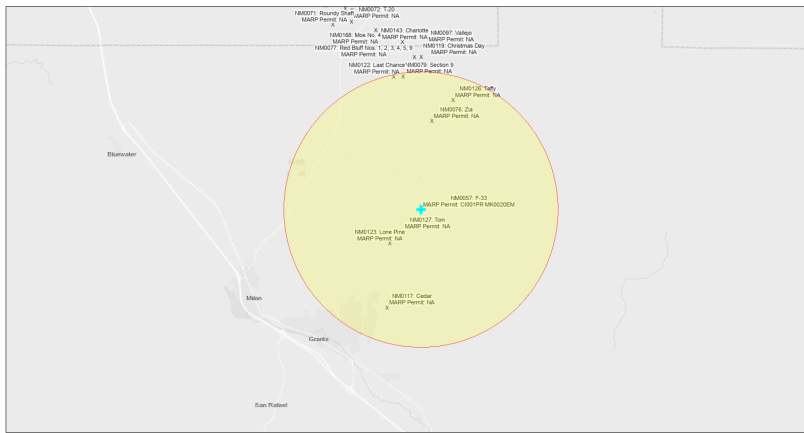 NM0072: T-20
MARP Permit: NA
NM0071: Roundy Shaft
MARP Permit: NA
NM0143: Charlotte
MARP Permit: NA
NM0097: Vallejo
MARP Permit: NA
NM0168: Moe No. 4
MARP Permit: NA
NM0119: Christmas Day
MARP Permit: NA
NM0077: Red Bluff Nos. 1, 2, 3, 4, 5, 9
MARP Permit: NA
NM0122: Last Chance
MARP Permit: NA
NM0079: Section 9
MARP Permit: NA
NM0126: Taffy
MARP Permit: NA
NM0076: Zia
MARP Permit: NA
Bluewater
NM0057: F-33
MARP Permit: CI001PR MK0020EM
NM0127: Tom
MARP Permit: NA
NM0123: Lone Pine
MARP Permit: NA
Milan
NM0117: Cedar
MARP Permit: NA
Grants
San Rafael